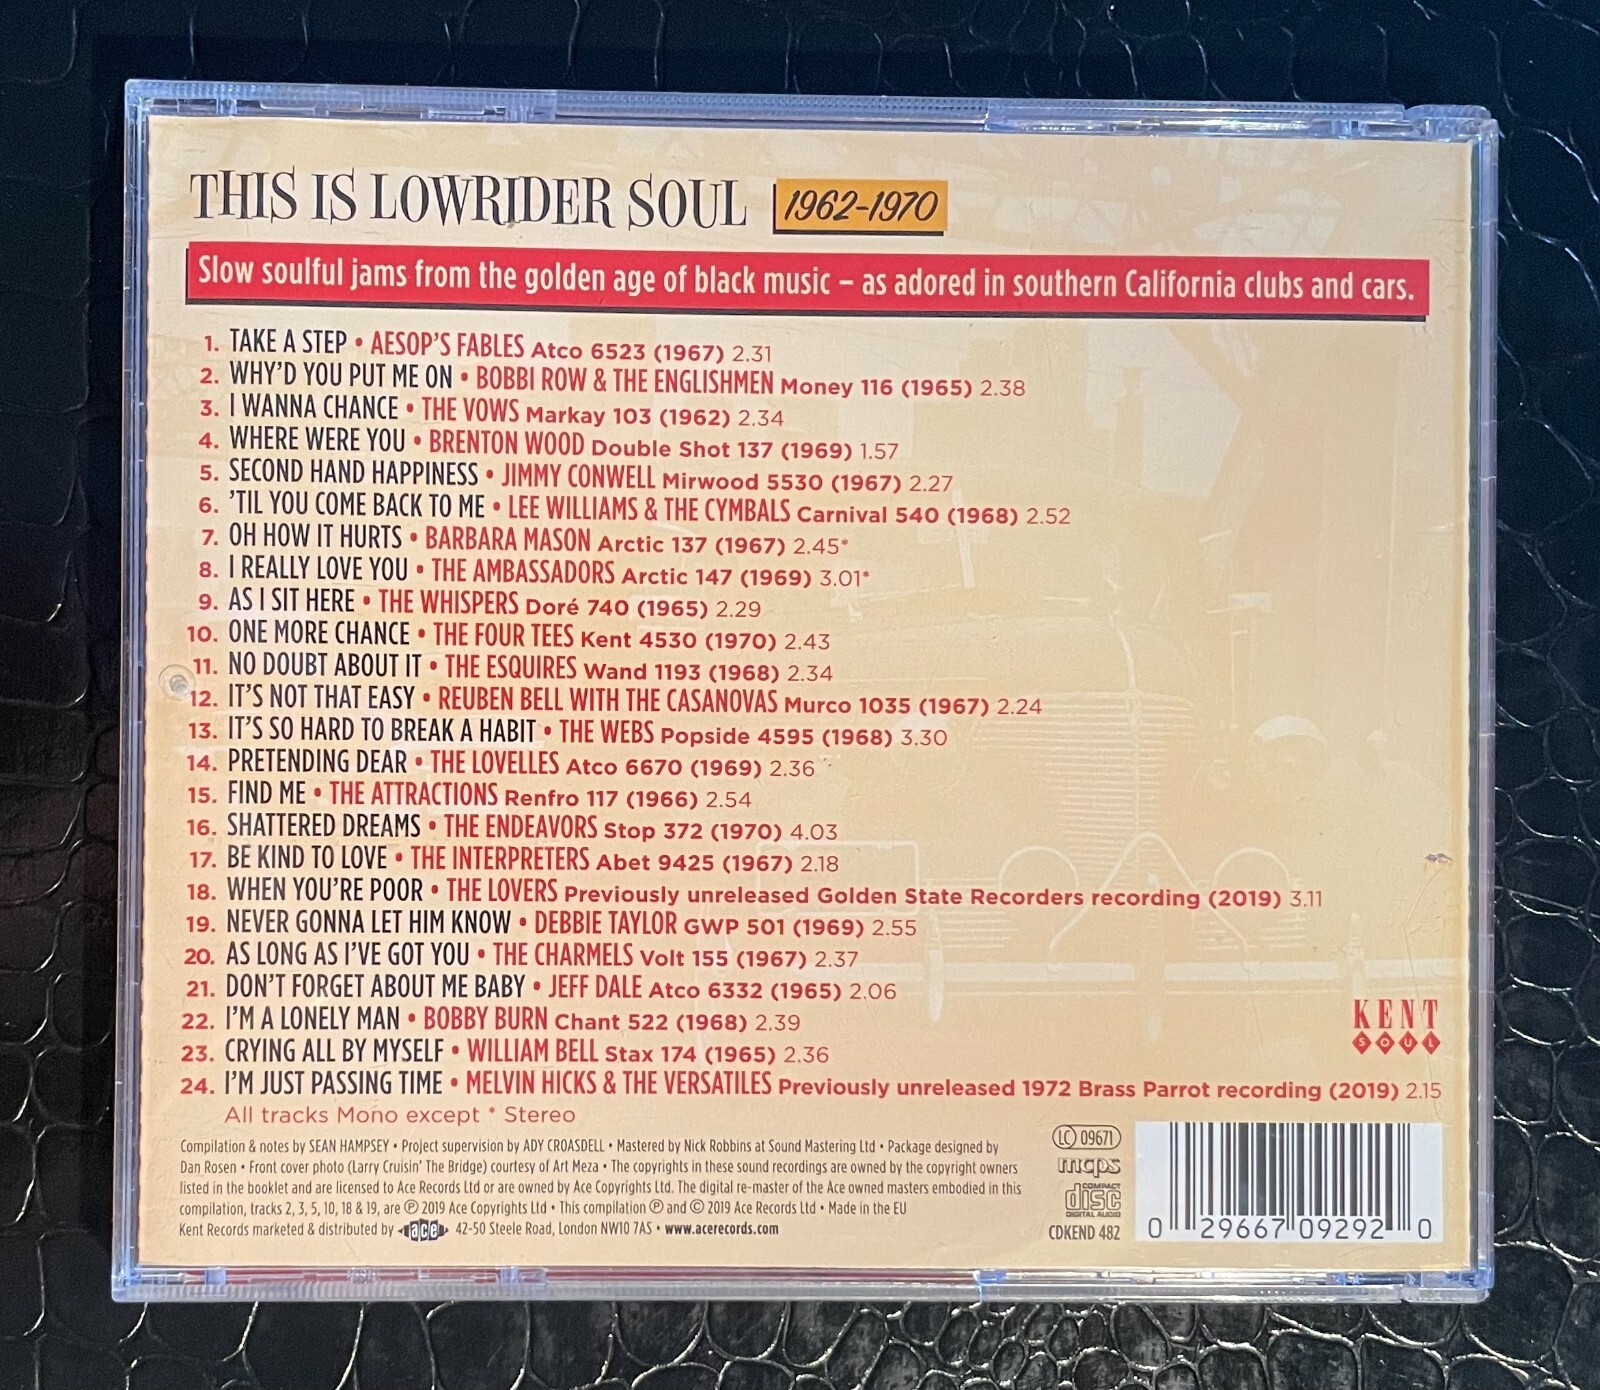 THIS IS LOWRIDER SOUL 1962-1970
Slow soulful jams from the golden age of black music – as adored in southern California clubs and cars.
1. TAKE A STEP • AESOP'S FABLES Atco 6523 (1967) 2.31
2. WHY'D YOU PUT ME ON • BOBBI ROW & THE ENGLISHMEN Money 116 (1965) 2.38
3. I WANNA CHANCE • THE VOWS Markay 103 (1962) 2.34
4. WHERE WERE YOU • BRENTON WOOD Double Shot 137 (1969) 1.57
5. SECOND HAND HAPPINESS • JIMMY CONWELL Mirwood 5530 (1967) 2.27
6. 'TIL YOU COME BACK TO ME • LEE WILLIAMS & THE CYMBALS Carnival 540 (1968) 2.52
7. OH HOW IT HURTS • BARBARA MASON Arctic 137 (1967) 2.45*
8. I REALLY LOVE YOU • THE AMBASSADORS Arctic 147 (1969) 3.01*
9. AS I SIT HERE • THE WHISPERS Doré 740 (1965) 2.29
10. ONE MORE CHANCE • THE FOUR TEES Kent 4530 (1970) 2.43
11. NO DOUBT ABOUT IT • THE ESQUIRES Wand 1193 (1968) 2.34
12. IT'S NOT THAT EASY • REUBEN BELL WITH THE CASANOVAS Murco 1035 (1967) 2.24
13. IT'S SO HARD TO BREAK A HABIT • THE WEBS Popside 4595 (1968) 3.30
14. PRETENDING DEAR • THE LOVELLES Atco 6670 (1969) 2.36
15. FIND ME • THE ATTRACTIONS Renfro 117 (1966) 2.54
16. SHATTERED DREAMS • THE ENDEAVORS Stop 372 (1970) 4.03
17. BE KIND TO LOVE • THE INTERPRETERS Abet 9425 (1967) 2.18
18. WHEN YOU'RE POOR • THE LOVERS Previously unreleased Golden State Recorders recording (2019) 3.11
19. NEVER GONNA LET HIM KNOW • DEBBIE TAYLOR GWP 501 (1969) 2.55
20. AS LONG AS I'VE GOT YOU • THE CHARMELS Volt 155 (1967) 2.37
21. DON'T FORGET ABOUT ME BABY • JEFF DALE Atco 6332 (1965) 2.06
22. I'M A LONELY MAN • BOBBY BURN Chant 522 (1968) 2.39
23. CRYING ALL BY MYSELF • WILLIAM BELL Stax 174 (1965) 2.36
24. I'M JUST PASSING TIME • MELVIN HICKS & THE VERSATILES Previously unreleased 1972 Brass Parrot recording (2019) 2.15
All tracks Mono except * Stereo
KENT
SOUL
Compilation & notes by SEAN HAMPSEY • Project supervision by ADY CROASDELL • Mastered by Nick Robbins at Sound Mastering Ltd • Package designed by
Dan Rosen • Front cover photo (Larry Cruisin' The Bridge) courtesy of Art Meza • The copyrights in these sound recordings are owned by the copyright owners
listed in the booklet and are licensed to Ace Records Ltd or are owned by Ace Copyrights Ltd. The digital re-master of the Ace owned masters embodied in this
compilation, tracks 2, 3, 5, 10, 18 & 19, are ℗ 2019 Ace Copyrights Ltd • This compilation ℗ and © 2019 Ace Records Ltd • Made in the EU
Kent Records marketed & distributed by ace 42-50 Steele Road, London NW10 7AS • www.acerecords.com
LC 09671
mcps
COMPACT
disc
DIGITAL AUDIO
CDKEND 482
0 29667 09292 0